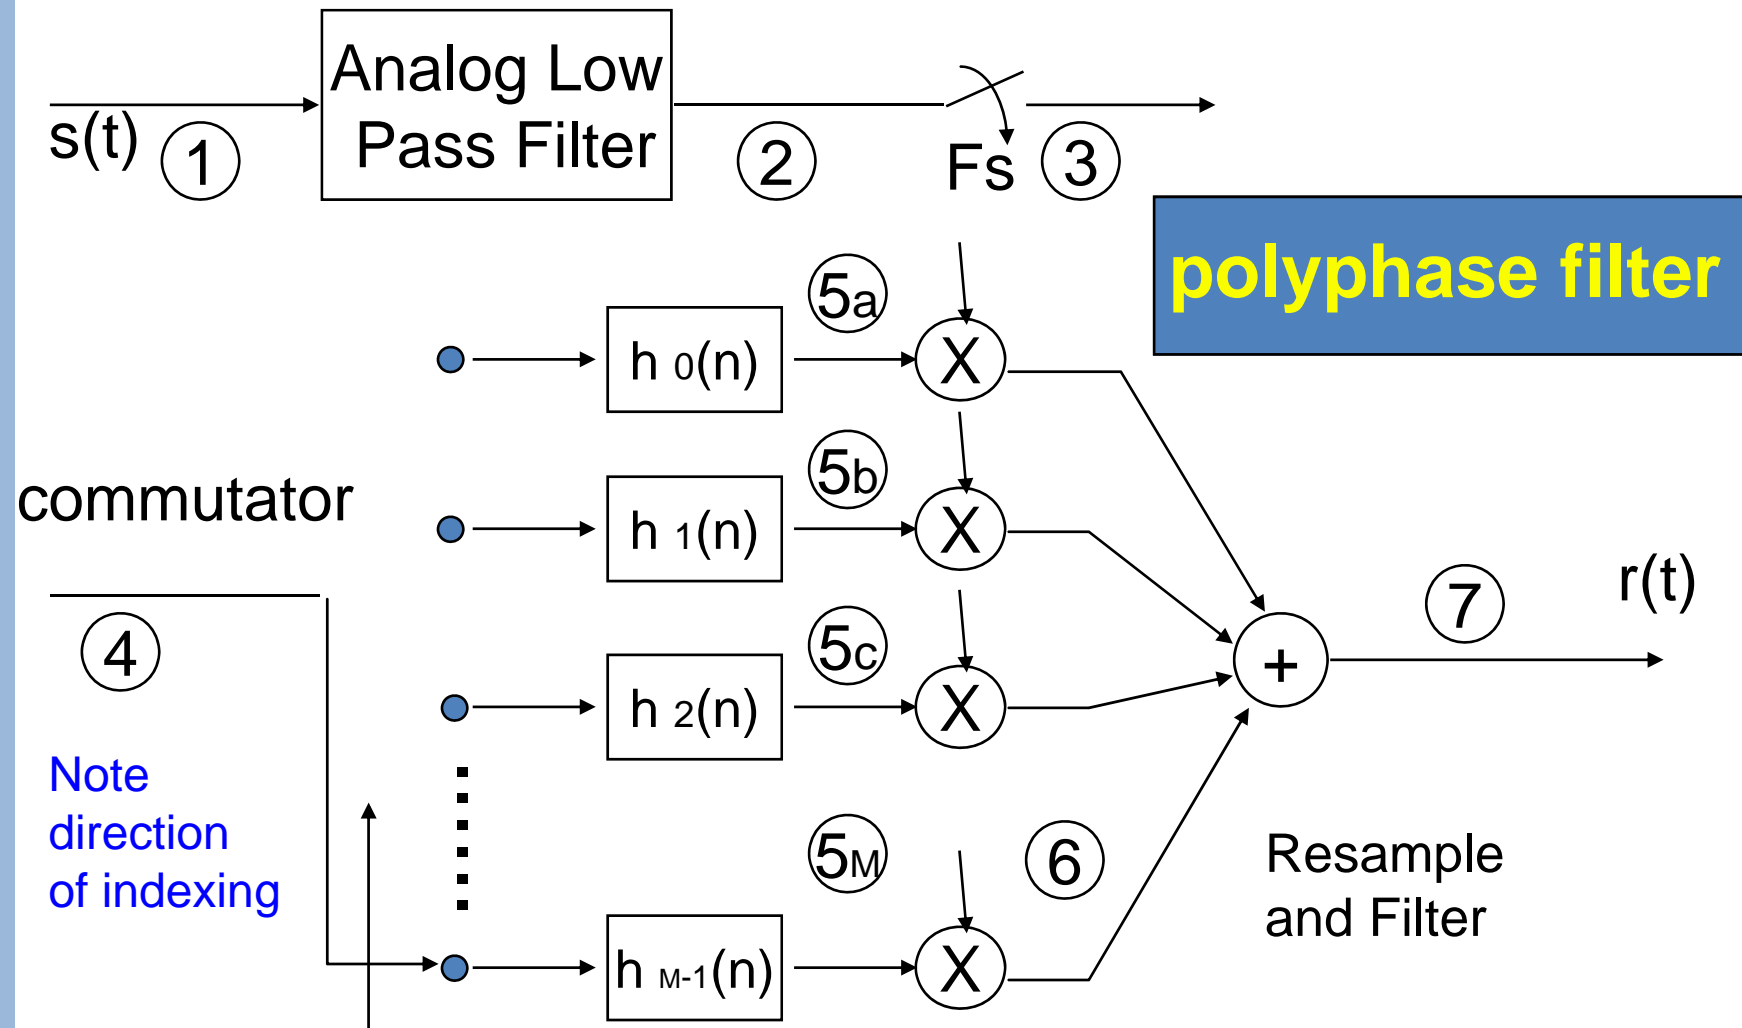 Analog Low
Pass Filter
s(t)
1
2
Fs
3
polyphase filter
5a
h 0(n)
X
5b
commutator
h 1(n)
X
r(t)
7
4
5c
+
h 2(n)
X
Note
direction
of indexing
5M
6
Resample
and Filter
h M-1(n)
X